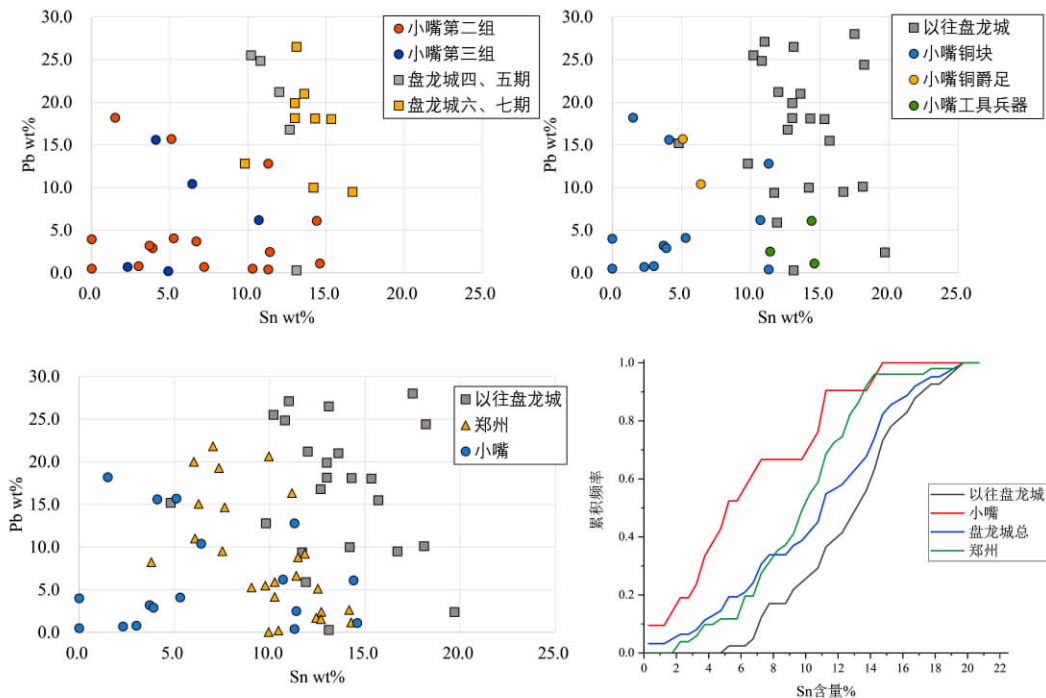 30.0
25.0
20.0
15.0
10.0
5.0
0.0
Pb wt%
0.0 5.0 10.0 15.0 20.0 25.0
Sn wt%
小嘴第二组
小嘴第三组
盘龙城四、五期
盘龙城六、七期
30.0
25.0
20.0
15.0
10.0
5.0
0.0
Pb wt%
0.0 5.0 10.0 15.0 20.0 25.0
Sn wt%
以往盘龙城
小嘴铜块
小嘴铜爵足
小嘴工具兵器
30.0
25.0
20.0
15.0
10.0
5.0
0.0
Pb wt%
0.0 5.0 10.0 15.0 20.0 25.0
Sn wt%
以往盘龙城
郑州
小嘴
1.0
0.8
0.6
0.4
0.2
0.0
累积频率
0 2 4 6 8 10 12 14 16 18 20 22
Sn含量%
以往盘龙城
小嘴
盘龙城总
郑州